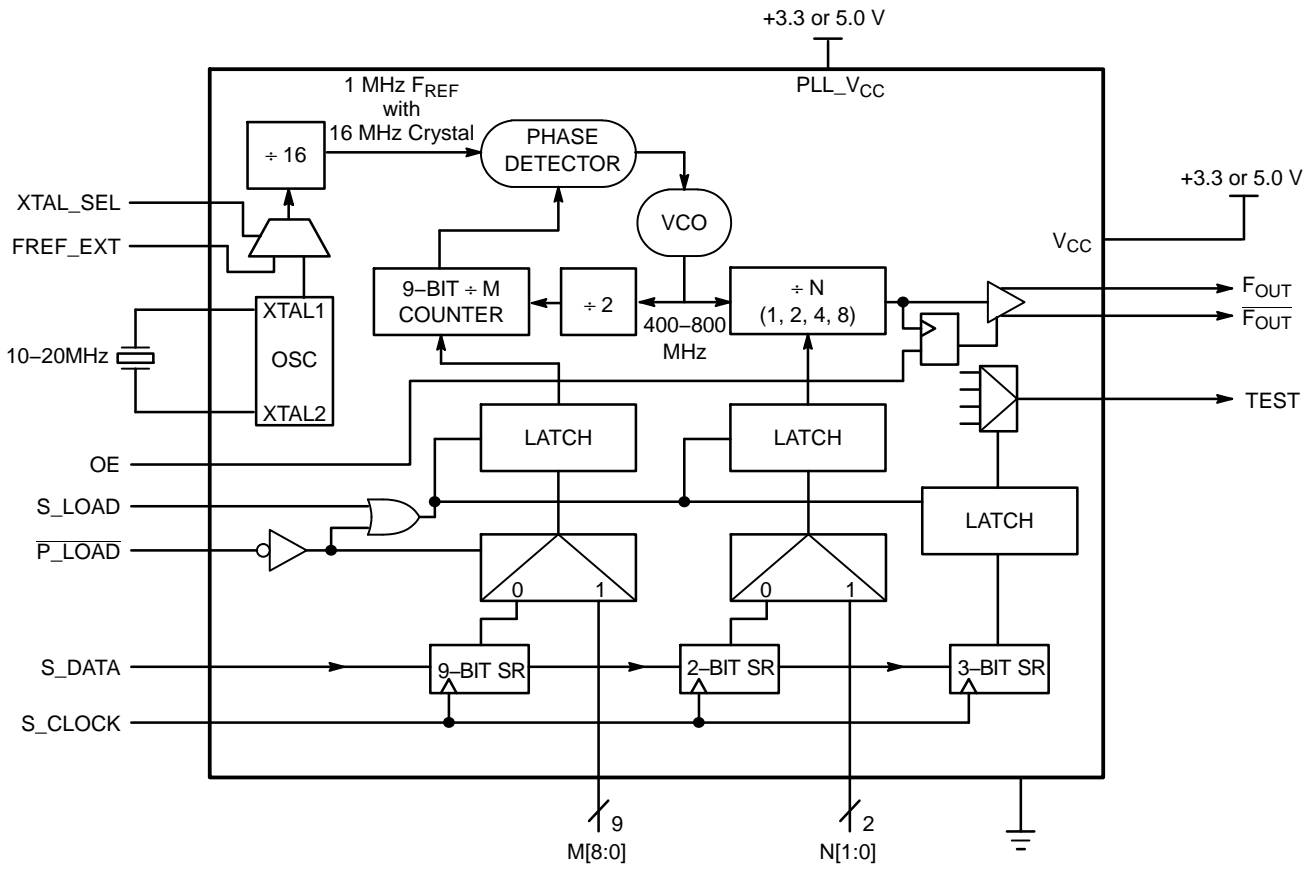 +3.3 or 5.0 V
PLL_VCC
1 MHz FREF
with
16 MHz Crystal
÷ 16
PHASE
DETECTOR
+3.3 or 5.0 V
XTAL_SEL
VCO
FREF_EXT
VCC
9–BIT ÷ M
COUNTER
÷ 2
÷ N
(1, 2, 4, 8)
400–800
MHz
FOUT
FOUT
XTAL1
OSC
XTAL2
10–20MHz
TEST
LATCH
LATCH
OE
S_LOAD
LATCH
P_LOAD
0 1
0 1
S_DATA
9–BIT SR
2–BIT SR
3–BIT SR
S_CLOCK
9
2
M[8:0]
N[1:0]